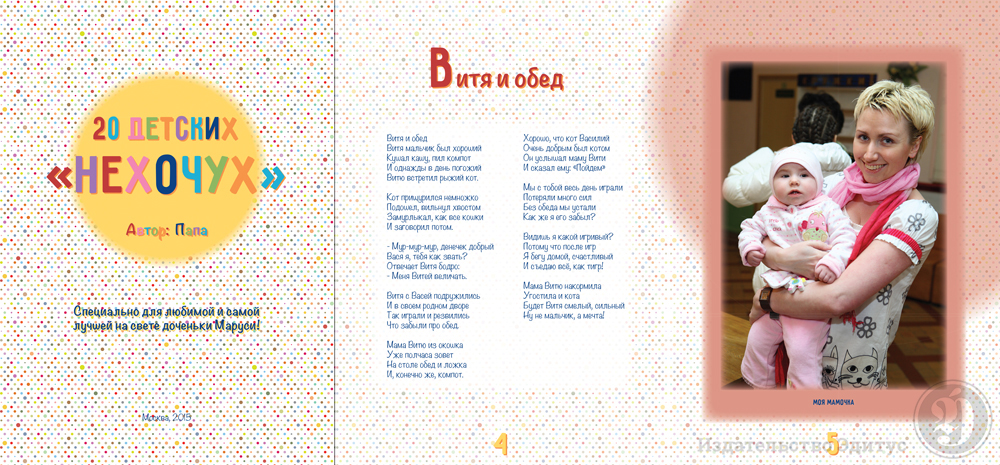 20 ДЕТСКИХ
«НЕХОЧУХ»
Автор: Папа
Специально для любимой и самой
лучшей на свете доченьки Маруси!
Москва, 2015
Витя и обед
Витя и обед
Витя мальчик был хороший
Кушал кашу, пил компот
И однажды в день погожий
Витю встретил рыжий кот.
Кот прищурился немножко
Подошел, вильнул хвостом
Замурлыкал, как все кошки
И заговорил потом.
- Мур-мур-мур, денечек добрый
Вася я, тебя как звать?
Отвечает Витя бодро:
- Меня Витей величать.
Витя с Васей подружились
И в своем родном дворе
Так играли и резвились
Что забыли про обед.
Мама Витю из окошка
Уже полчаса зовет
На столе обед и ложка
И, конечно же, компот.
Хорошо, что кот Василий
Очень добрым был котом
Он услышал маму Вити
И сказал ему: "Пойдем"
Мы с тобой весь день играли
Потеряли много сил
Без обеда мы устали
Как же я его забыл?
Видишь я какой игривый?
Потому что после игр
Я бегу домой, счастливый
И съедаю всё, как тигр!
Мама Витю накормила
Угостила и кота
Будет Витя смелый, сильный
Ну не мальчик, а мечта!
4
МОЯ МАМОЧКА
5
Издательство Эдитус